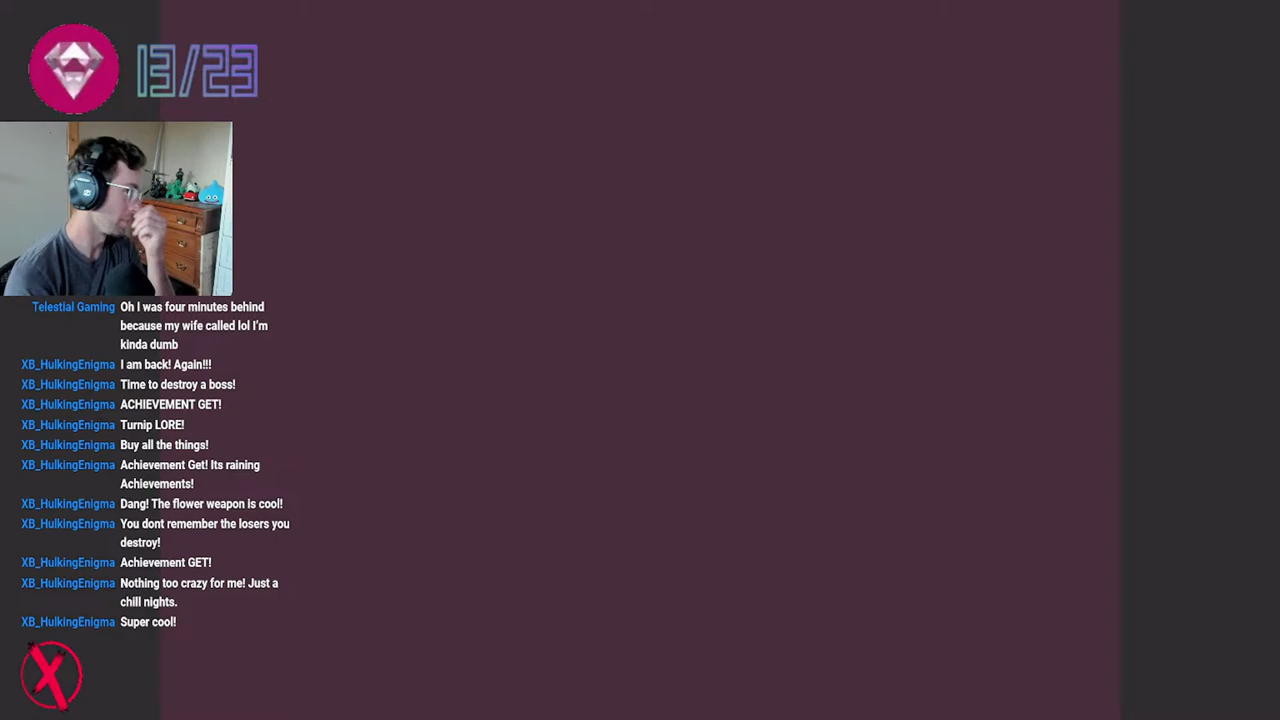 13/23
Telestial Gaming Oh I was four minutes behind
because my wife called lol I'm
kinda dumb
XB_HulkingEnigma I am back! Again!!!
XB_HulkingEnigma Time to destroy a boss!
XB_HulkingEnigma ACHIEVEMENT GET!
XB_HulkingEnigma Turnip LORE!
XB_HulkingEnigma Buy all the things!
XB_HulkingEnigma Achievement Get! Its raining
Achievements!
XB_HulkingEnigma Dang! The flower weapon is cool!
XB_HulkingEnigma You dont remember the losers you
destroy!
XB_HulkingEnigma Achievement GET!
XB_HulkingEnigma Nothing too crazy for me! Just a
chill nights.
XB_HulkingEnigma Super cool!
X